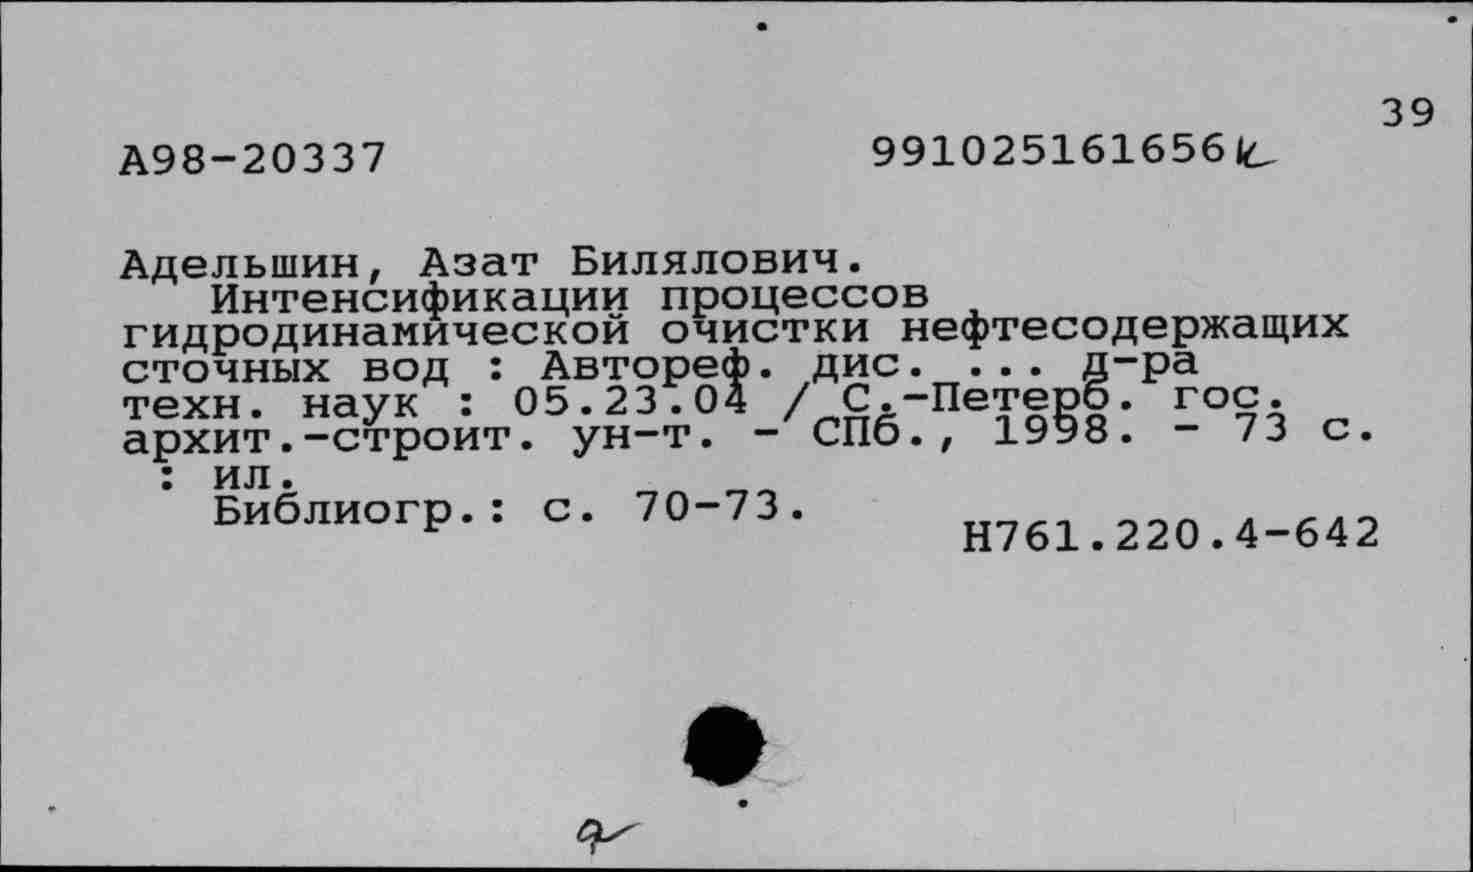 39
А98-20337 991025161656
Адельшин, Азат Билялович.
Интенсификации процессов
гидродинамической очистки нефтесодержащих
сточных вод : Автореф. дис. ... д-ра
техн. наук : 05.23.04 / С.-Петерб. гос.
архит.-строит. ун-т. - СПб., 1998. - 73 с.
: ил.
Библиогр.: с. 70-73.
Н761.220.4-642